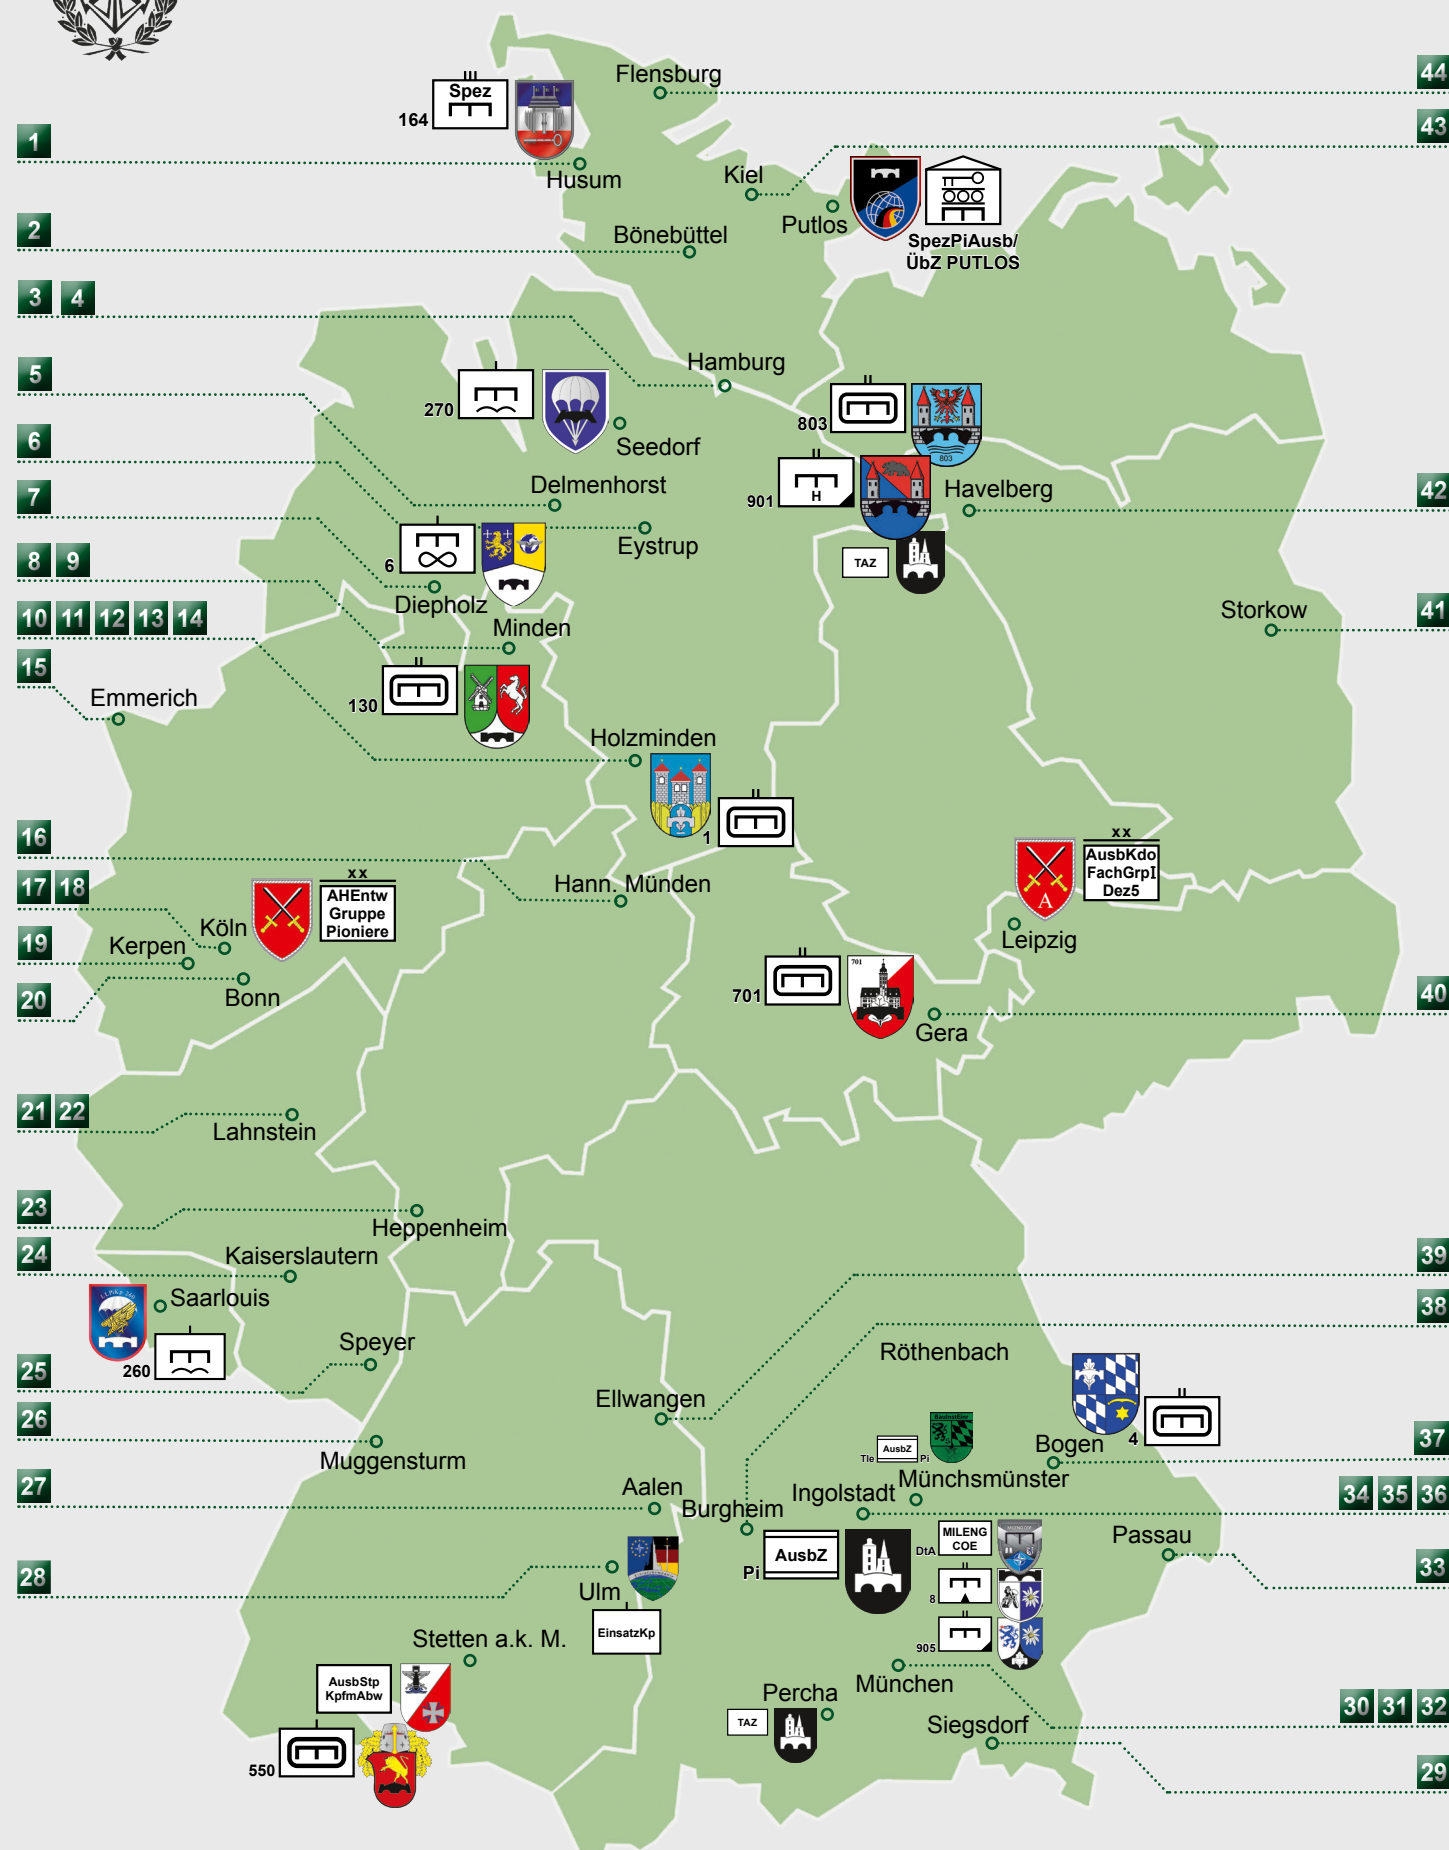 Flensburg
44
Spez
164
1
Husum
43
Kiel
Putlos
SpezPiAusb/
ÜbZ PUTLOS
2
Bönebüttel
3 4
Hamburg
5
270
Seedorf
803
803
6
901
H
Havelberg
42
7
Delmenhorst
Eystrup
6
TAZ
8 9
Diepholz
10 11 12 13 14
Minden
Storkow
41
15
130
Emmerich
Holzminden
1
16
Hann. Münden
xx
AusbKdo
FachGrpI
Dez5
A
Leipzig
17 18
xx
AHEntw
Gruppe
Pioniere
Köln
19
Kerpen
20
Bonn
701
701
Gera
40
21 22
Lahnstein
23
Heppenheim
24
Kaiserslautern
39
LLPiKp 260
Saarlouis
260
38
25
Speyer
Röthenbach
26
Ellwangen
Muggensturm
Tle
AusbZ
Pi
Bogen
4
37
27
Aalen
Burgheim
Ingolstadt
Münchsmünster
34 35 36
28
Ulm
EinsatzKp
Pi
AusbZ
DtA
MILENG
COE
MILENG COE
8
905
Passau
33
Stetten a.k. M.
AusbStp
KpfmAbw
550
München
Percha
TAZ
Siegsdorf
30 31 32
29